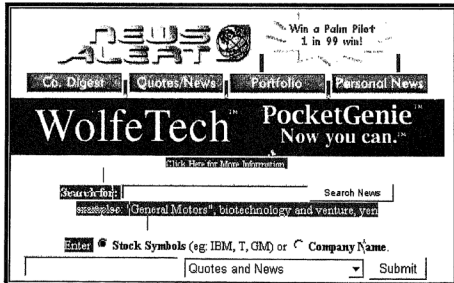 NEWS ALERT
Win a Palm Pilot
1 in 99 win!
Co. Digest Quotes/News Portfolio Personal News
WolfeTech™ PocketGenie™
Now you can.™
Click Here for More Information
Search for: Search News
examples: "General Motors", biotechnology and venture, yen
Enter Stock Symbols (eg: IBM, T, GM) or Company Name.
Quotes and News Submit